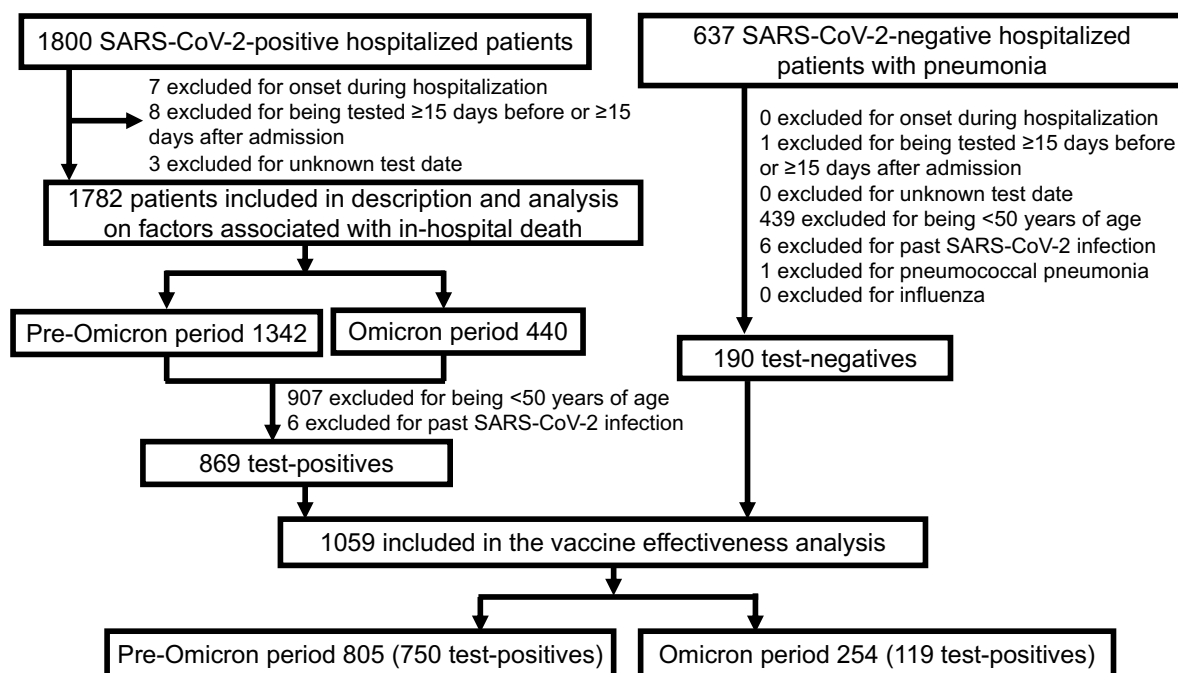 1800 SARS-CoV-2-positive hospitalized patients
7 excluded for onset during hospitalization
8 excluded for being tested ≥15 days before or ≥15
days after admission
3 excluded for unknown test date
1782 patients included in description and analysis
on factors associated with in-hospital death
Pre-Omicron period 1342
Omicron period 440
907 excluded for being <50 years of age
6 excluded for past SARS-CoV-2 infection
869 test-positives
637 SARS-CoV-2-negative hospitalized
patients with pneumonia
0 excluded for onset during hospitalization
1 excluded for being tested ≥15 days before
or ≥15 days after admission
0 excluded for unknown test date
439 excluded for being <50 years of age
6 excluded for past SARS-CoV-2 infection
1 excluded for pneumococcal pneumonia
0 excluded for influenza
190 test-negatives
1059 included in the vaccine effectiveness analysis
Pre-Omicron period 805 (750 test-positives)
Omicron period 254 (119 test-positives)